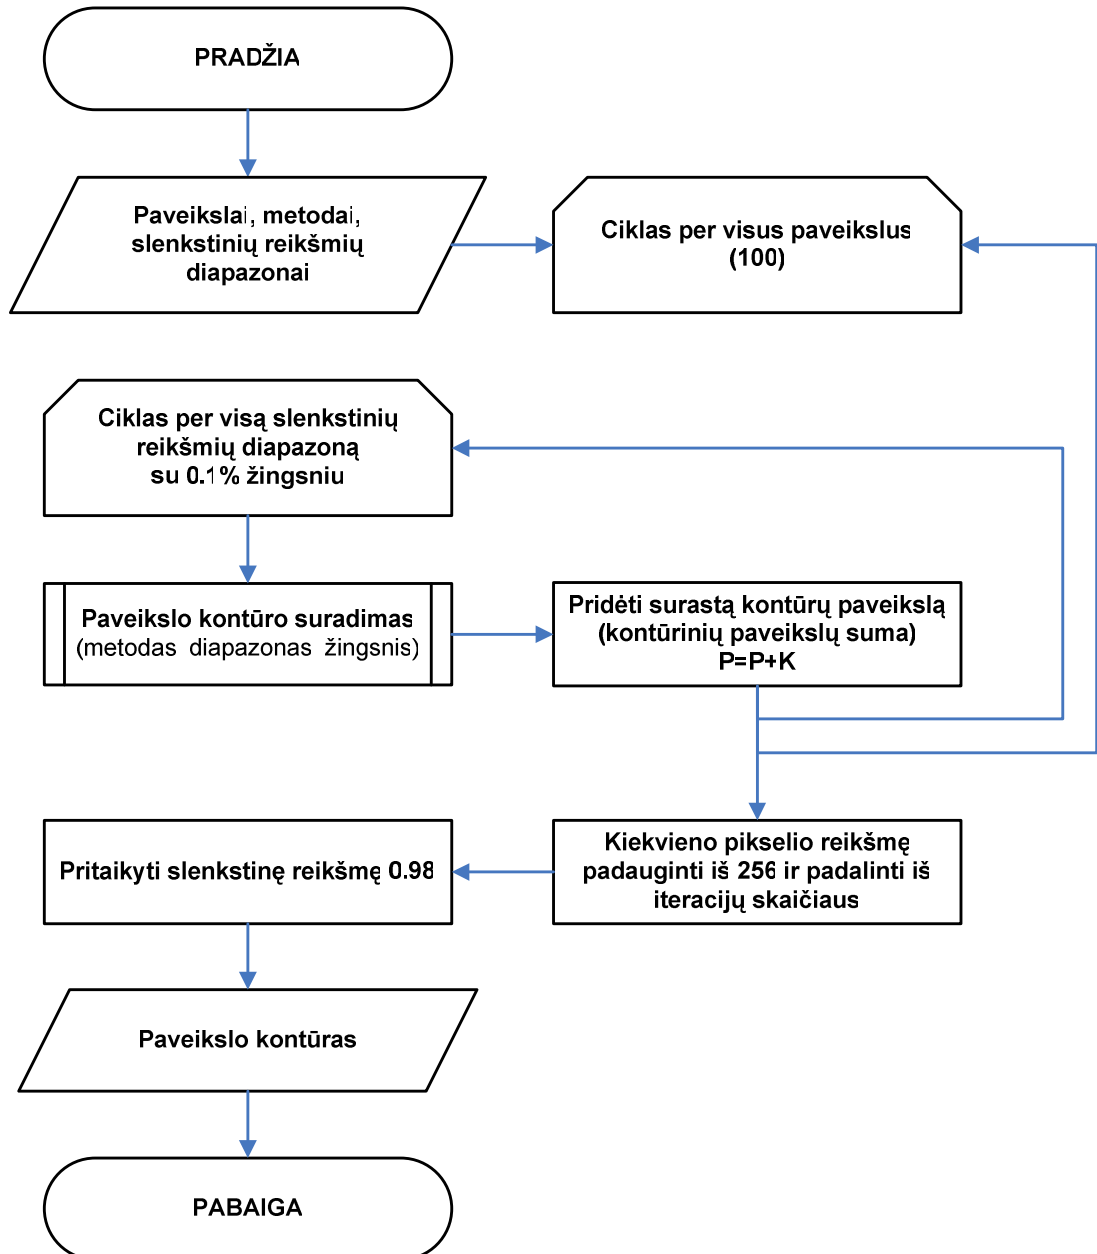 PRADŽIA
Paveikslai, metodai,
slenkstinių reikšmių
diapazonai
Ciklas per visus paveikslus
(100)
Ciklas per visą slenkstinių
reikšmių diapazoną
su 0.1% žingsniu
Paveikslo kontūro suradimas
(metodas diapazonas žingsnis)
Pridėti surastą kontūrų paveikslą
(kontūrinių paveikslų suma)
P=P+K
Kiekvieno pikselio reikšmę
padauginti iš 256 ir padalinti iš
iteracijų skaičiaus
Pritaikyti slenkstinę reikšmę 0.98
Paveikslo kontūras
PABAIGA